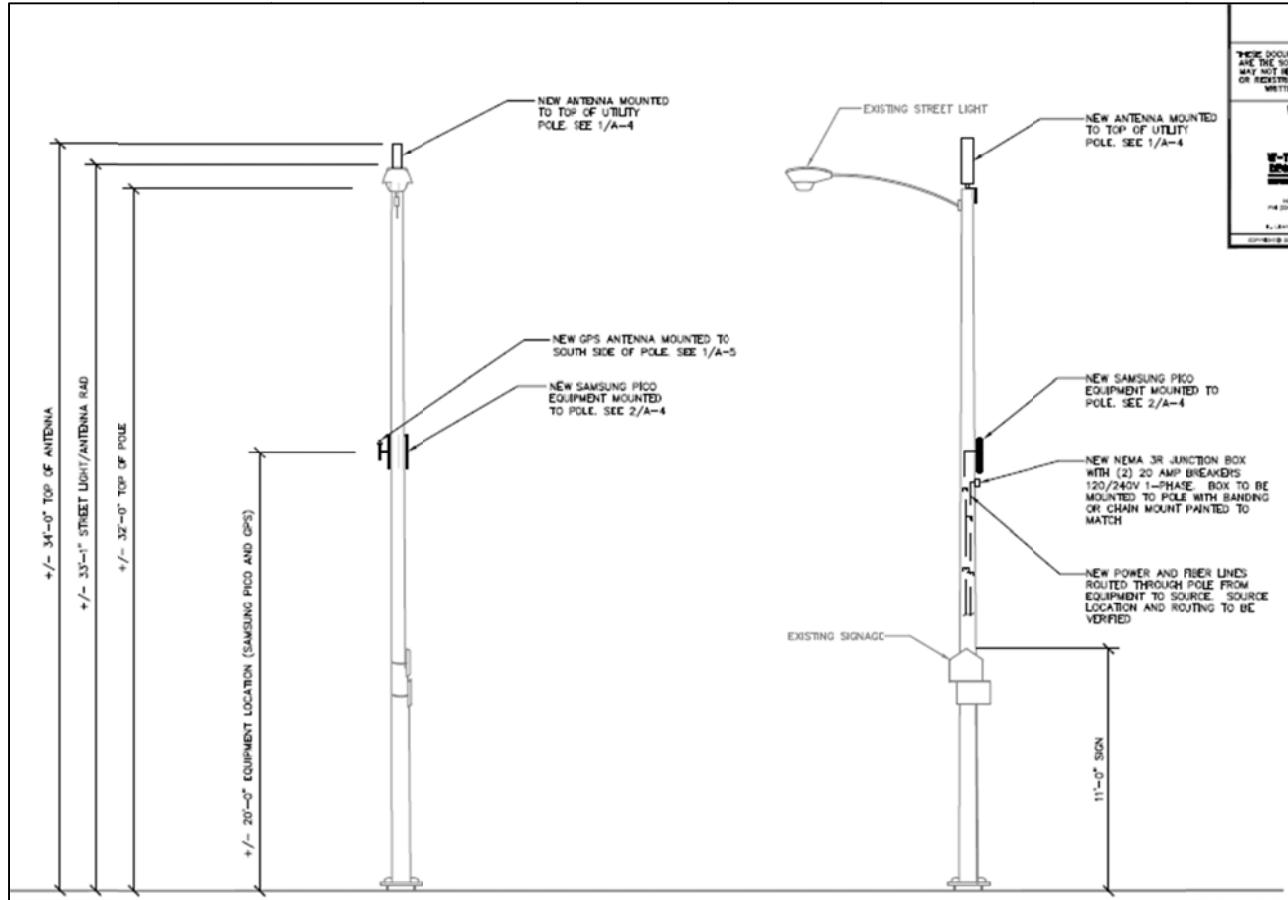 NEW ANTENNA MOUNTED
TO TOP OF UTILITY
POLE. SEE 1/A-4
+/- 34'-0" TOP OF ANTENNA
+/- 33'-1" STREET LIGHT/ANTENNA RAD
+/- 32'-0" TOP OF POLE
NEW GPS ANTENNA MOUNTED TO
SOUTH SIDE OF POLE. SEE 1/A-5
NEW SAMSUNG PICO
EQUIPMENT MOUNTED
TO POLE. SEE 2/A-4
+/- 20'-0" EQUIPMENT LOCATION (SAMSUNG PICO AND GPS)
EXISTING STREET LIGHT
NEW ANTENNA MOUNTED
TO TOP OF UTILITY
POLE. SEE 1/A-4
NEW SAMSUNG PICO
EQUIPMENT MOUNTED TO
POLE. SEE 2/A-4
NEW NEMA 3R JUNCTION BOX
WITH (2) 20 AMP BREAKERS
120/240V 1-PHASE. BOX TO BE
MOUNTED TO POLE WITH BANDING
OR CHAIN MOUNT PAINTED TO
MATCH
NEW POWER AND FIBER LINES
ROUTED THROUGH POLE FROM
EQUIPMENT TO SOURCE. SOURCE
LOCATION AND ROUTING TO BE
VERIFIED
EXISTING SIGNAGE
11'-0" SIGN
THESE
ARE THE
MAY NOT
OR